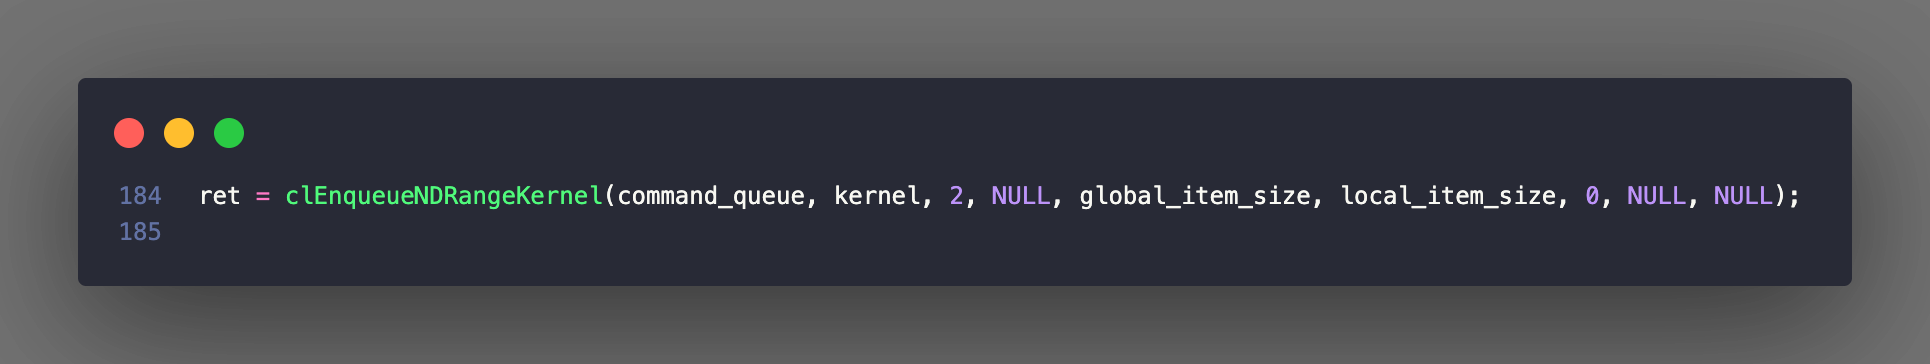 184 ret = clEnqueueNDRangeKernel(command_queue, kernel, 2, NULL, global_item_size, local_item_size, 0, NULL, NULL);
185